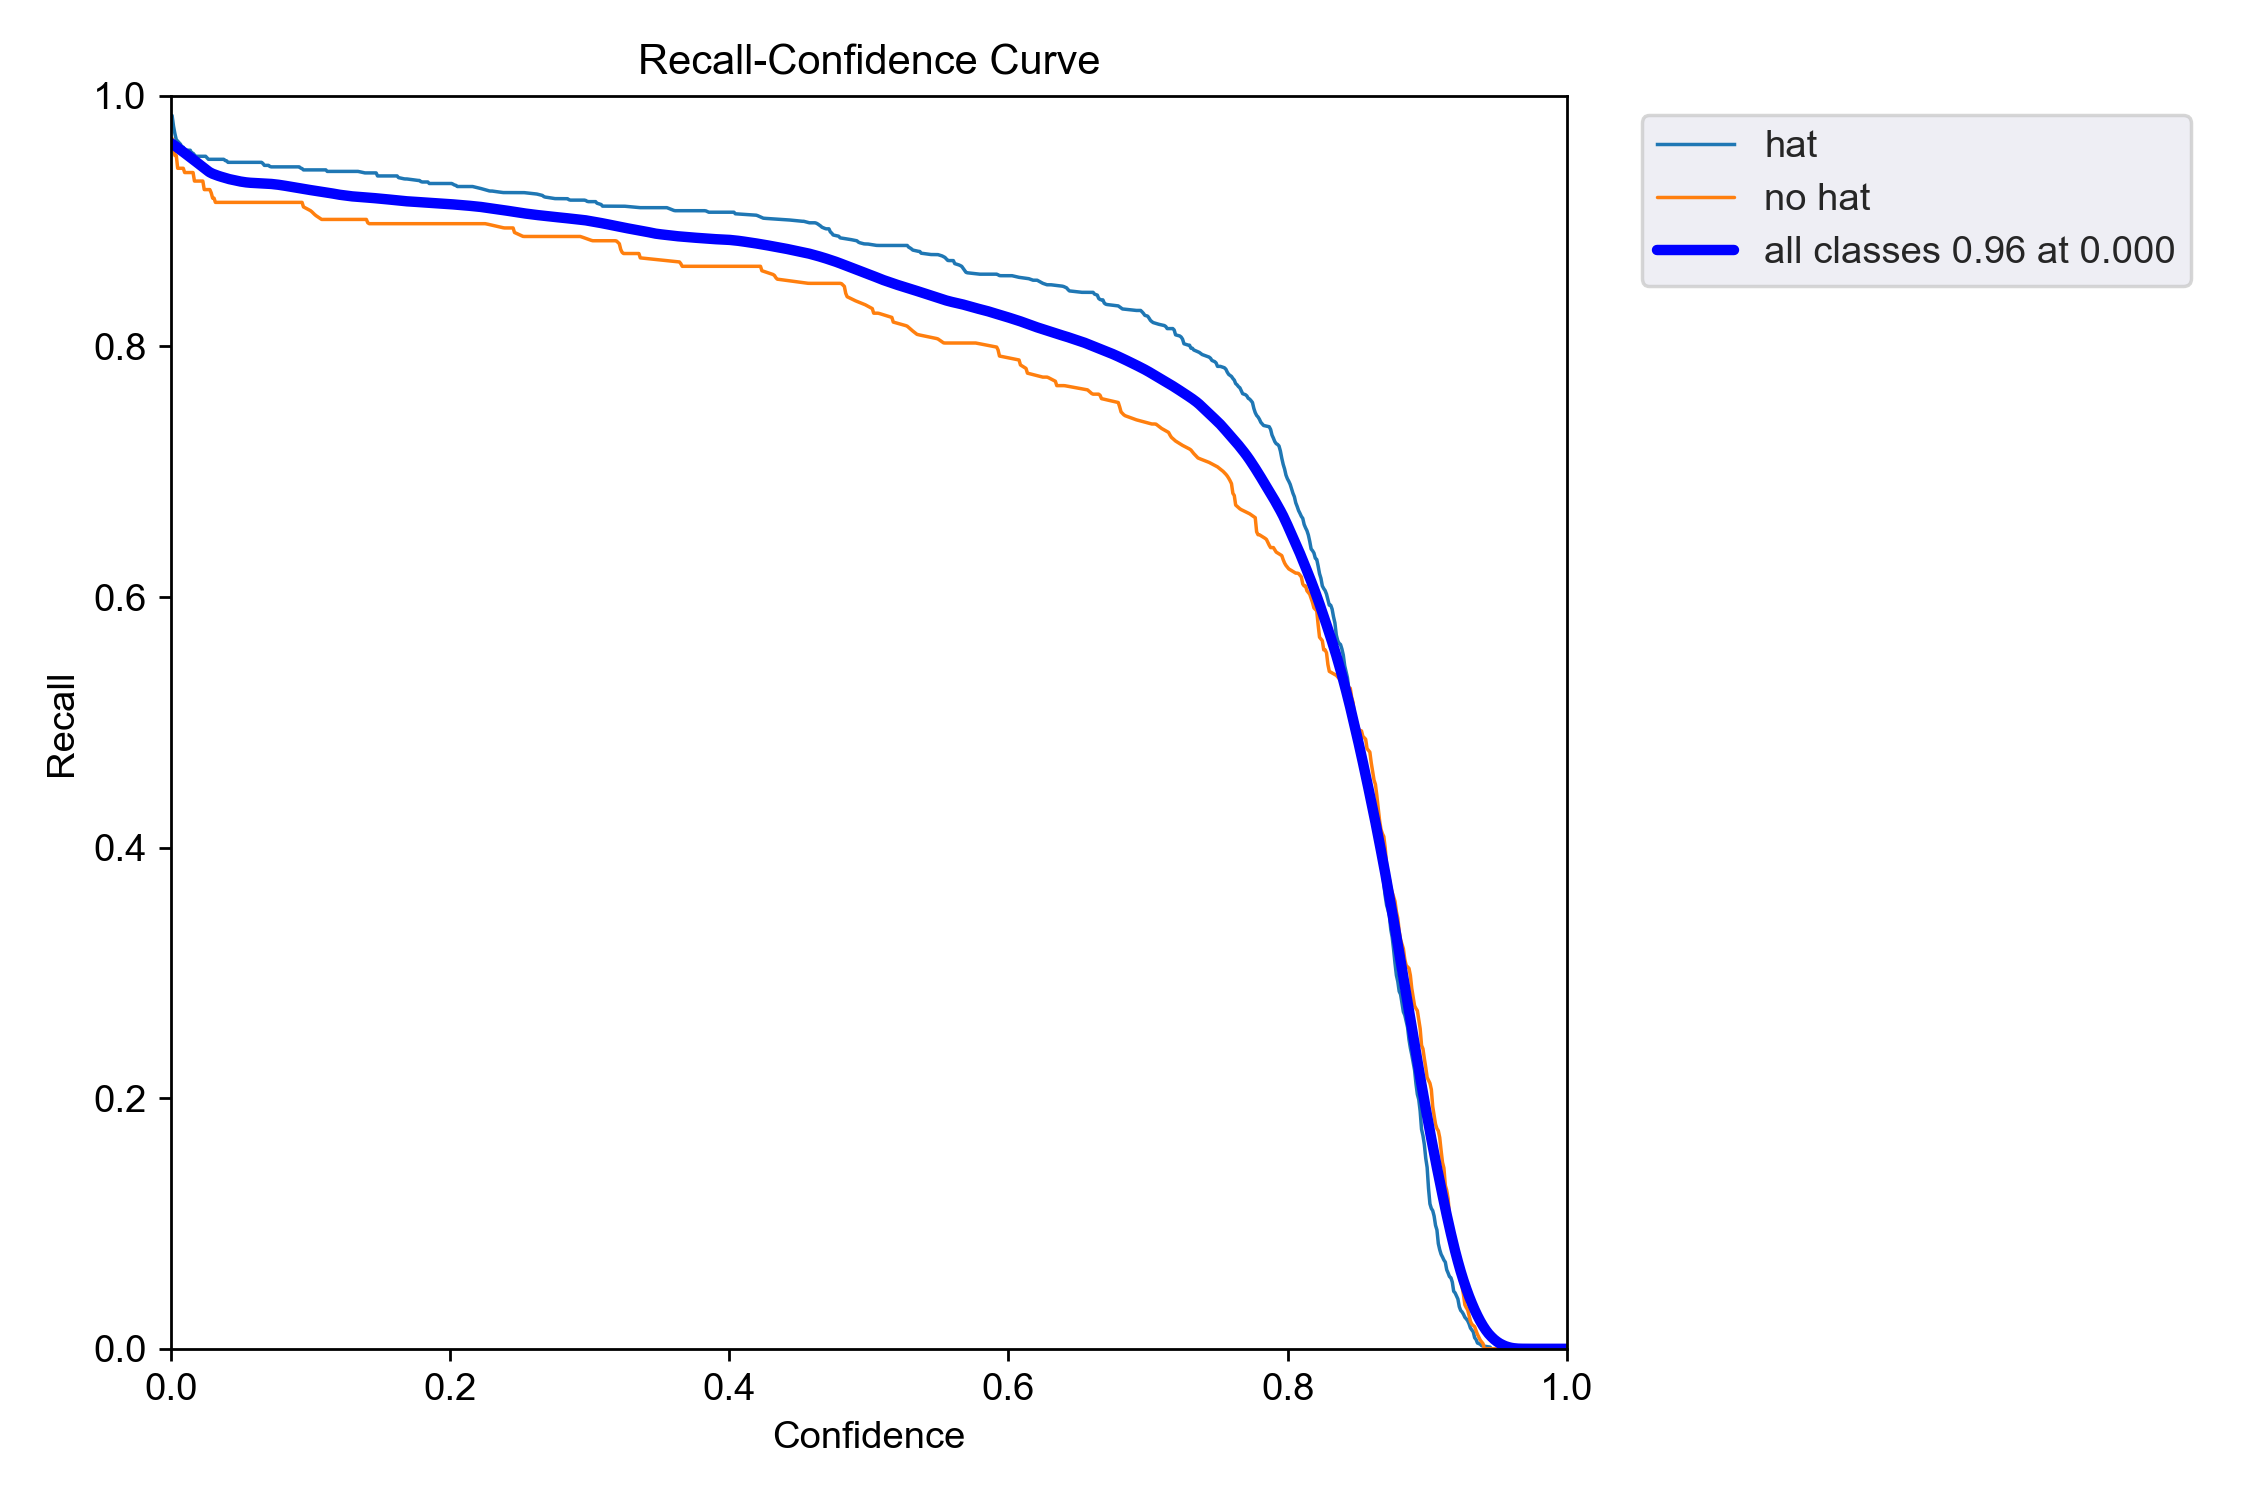 Recall-Confidence Curve
1.0
0.8
0.6
0.4
0.2
0.0
Recall
0.0 0.2 0.4 0.6 0.8 1.0
Confidence
hat
no hat
all classes 0.96 at 0.000